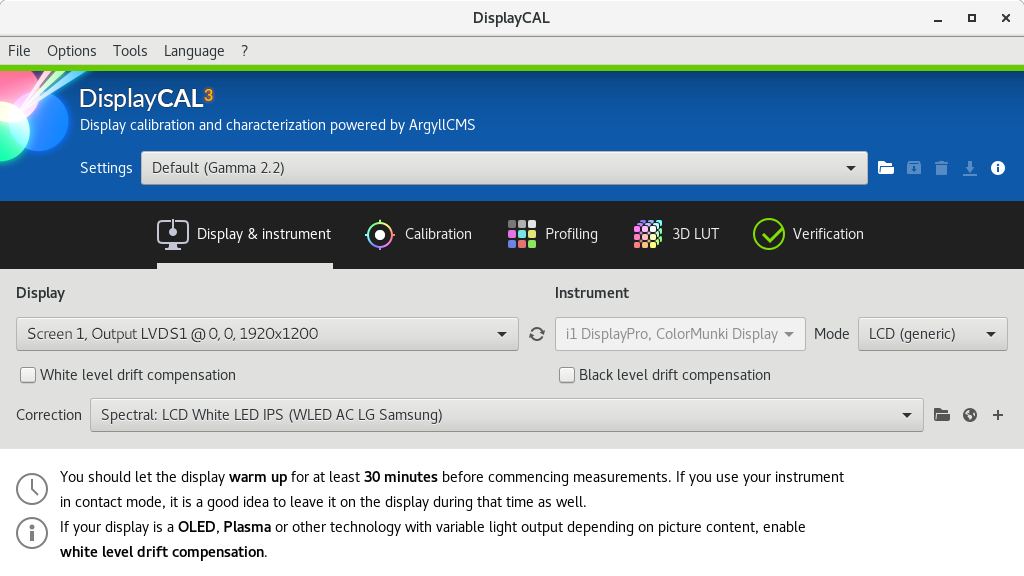 DisplayCAL
File Options Tools Language ?
DisplayCAL3
Display calibration and characterization powered by ArgyllCMS
Settings Default (Gamma 2.2)
Display & instrument Calibration Profiling 3D LUT Verification
Display Instrument
Screen 1, Output LVDS1 @ 0, 0, 1920x1200 i1 DisplayPro, ColorMunki Display Mode LCD (generic)
White level drift compensation Black level drift compensation
Correction Spectral: LCD White LED IPS (WLED AC LG Samsung)
You should let the display warm up for at least 30 minutes before commencing measurements. If you use your instrument
in contact mode, it is a good idea to leave it on the display during that time as well.
If your display is a OLED, Plasma or other technology with variable light output depending on picture content, enable
white level drift compensation.